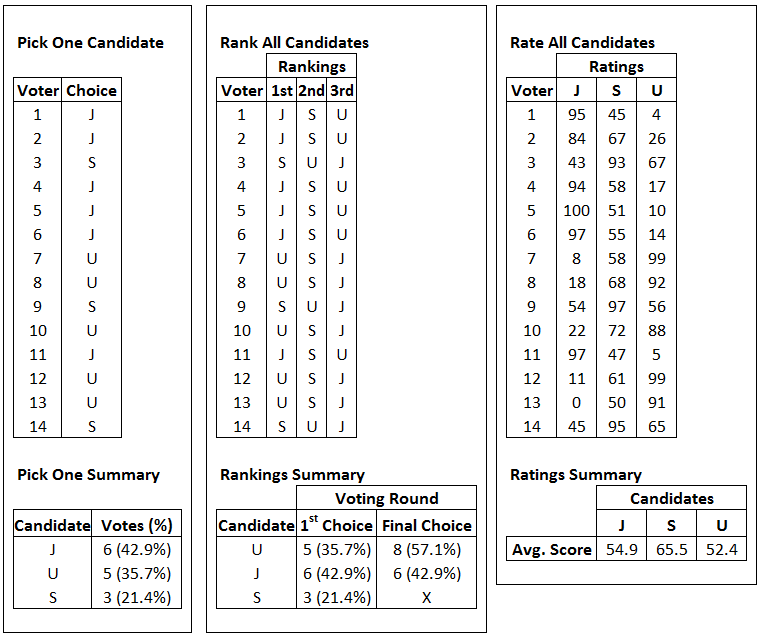 Pick One Candidate
Voter Choice
1 J
2 J
3 S
4 J
5 J
6 J
7 U
8 U
9 S
10 U
11 J
12 U
13 U
14 S
Pick One Summary
Candidate Votes (%)
J 6 (42.9%)
U 5 (35.7%)
S 3 (21.4%)
Rank All Candidates
Rankings
Voter 1st 2nd 3rd
1 J S U
2 J S U
3 S U J
4 J S U
5 J S U
6 J S U
7 U S J
8 U S J
9 S U J
10 U S J
11 J S U
12 U S J
13 U S J
14 S U J
Rankings Summary
Voting Round
Candidate 1st Choice Final Choice
U 5 (35.7%) 8 (57.1%)
J 6 (42.9%) 6 (42.9%)
S 3 (21.4%) X
Rate All Candidates
Ratings
Voter J S U
1 95 45 4
2 84 67 26
3 43 93 67
4 94 58 17
5 100 51 10
6 97 55 14
7 8 58 99
8 18 68 92
9 54 97 56
10 22 72 88
11 97 47 5
12 11 61 99
13 0 50 91
14 45 95 65
Ratings Summary
Candidates
J S U
Avg. Score 54.9 65.5 52.4